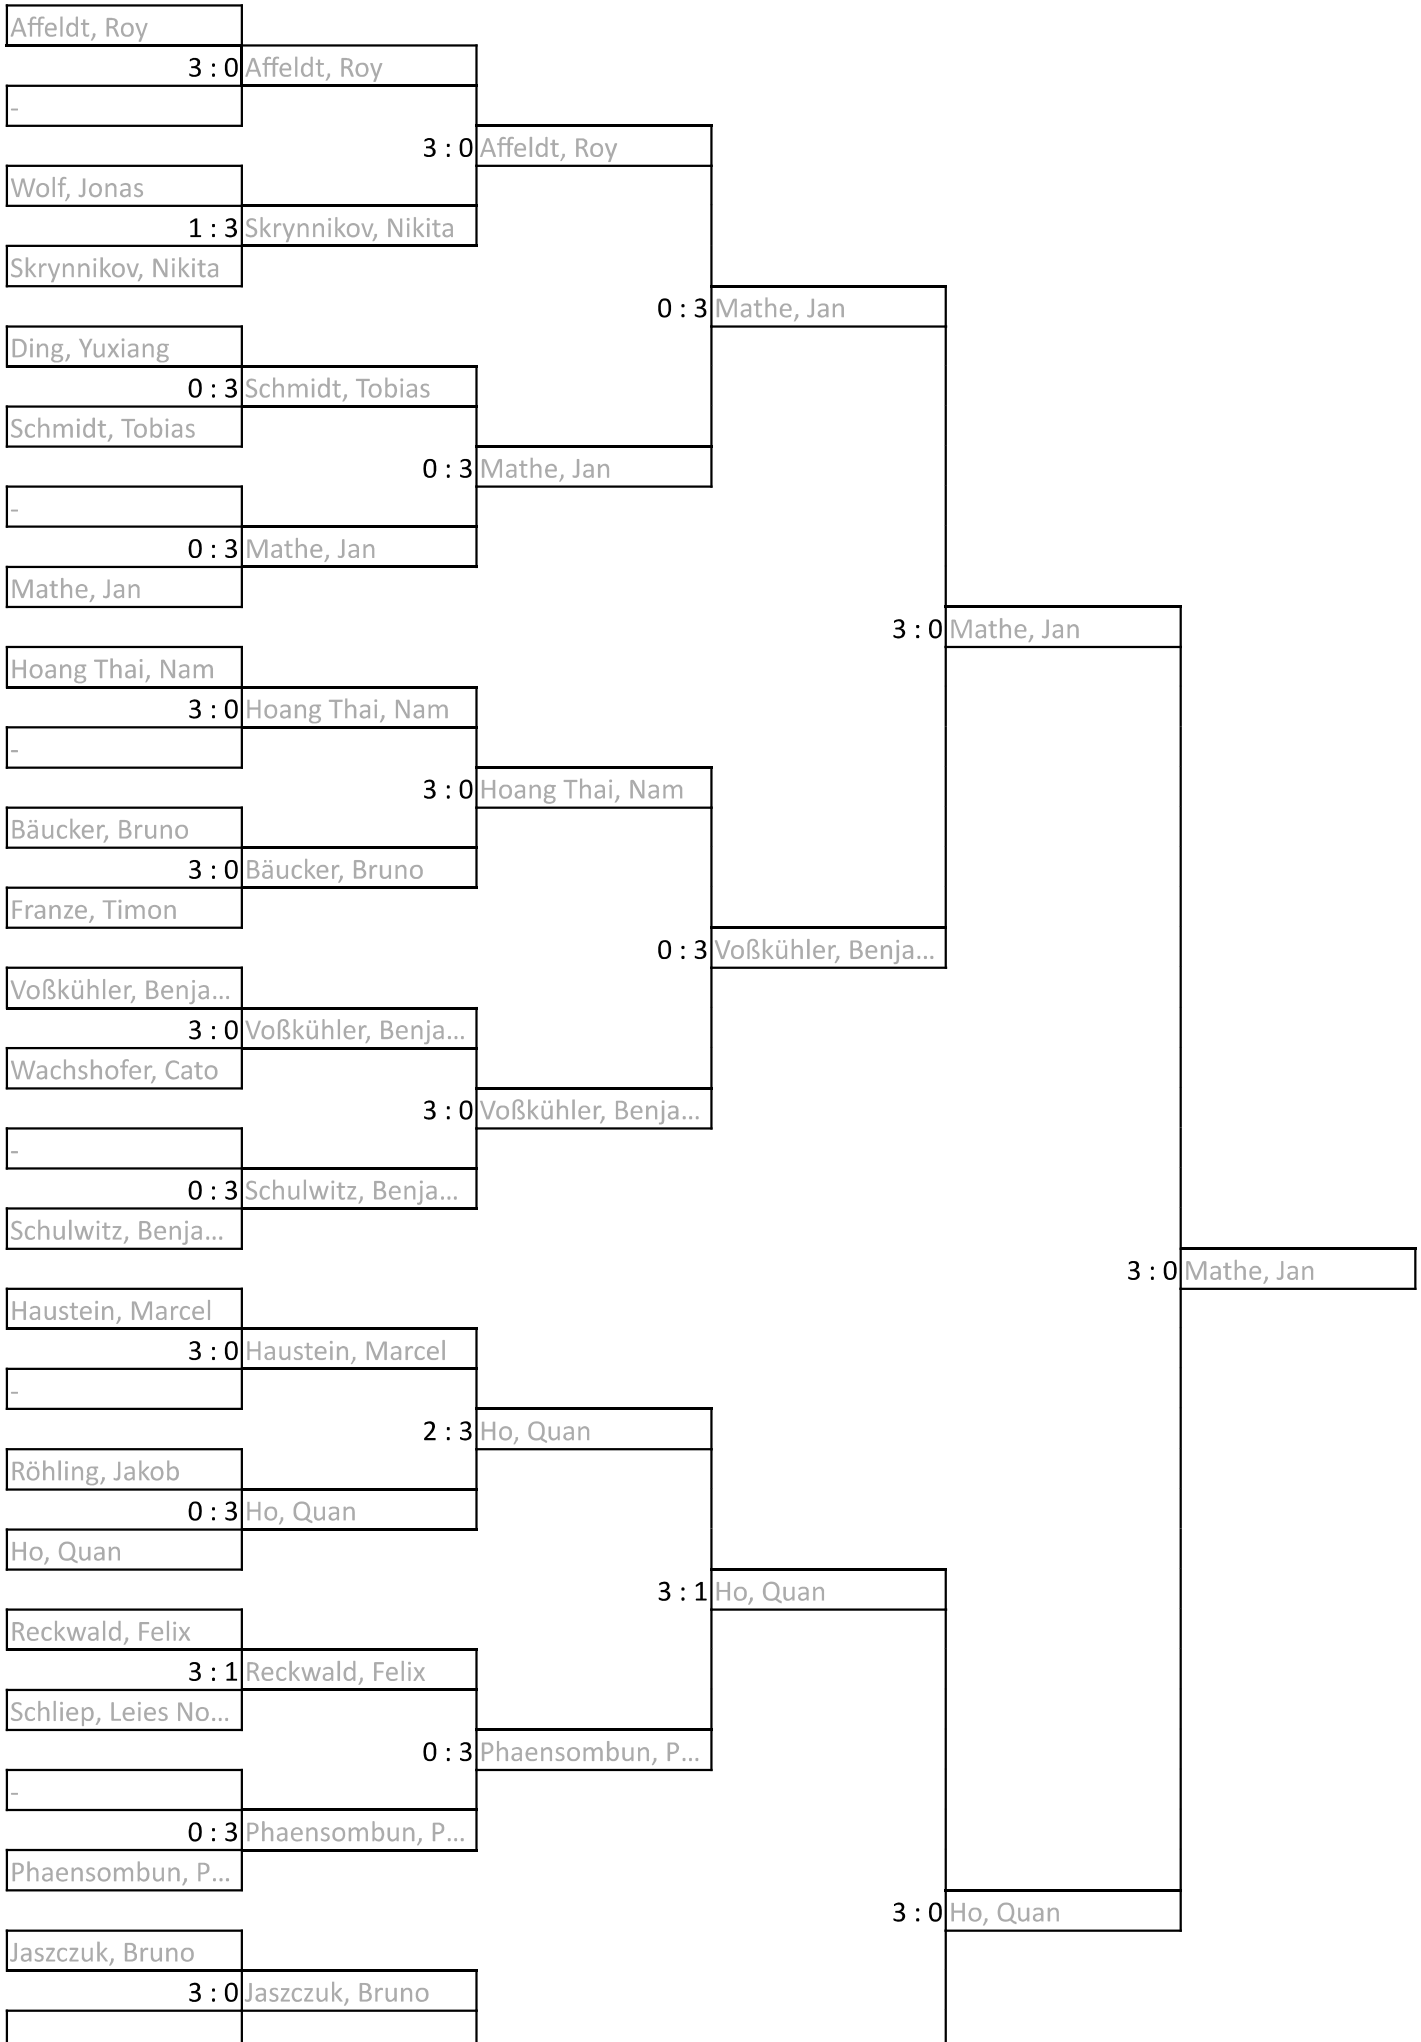 Affeldt, Roy
3 : 0 Affeldt, Roy
-
3 : 0 Affeldt, Roy
Wolf, Jonas
1 : 3 Skrynnikov, Nikita
Skrynnikov, Nikita
0 : 3 Mathe, Jan
Ding, Yuxiang
0 : 3 Schmidt, Tobias
Schmidt, Tobias
0 : 3 Mathe, Jan
-
0 : 3 Mathe, Jan
Mathe, Jan
3 : 0 Mathe, Jan
Hoang Thai, Nam
3 : 0 Hoang Thai, Nam
-
3 : 0 Hoang Thai, Nam
Bäucker, Bruno
3 : 0 Bäucker, Bruno
Franze, Timon
0 : 3 Voßkühler, Benja...
Voßkühler, Benja...
3 : 0 Voßkühler, Benja...
Wachshofer, Cato
3 : 0 Voßkühler, Benja...
-
0 : 3 Schulwitz, Benja...
Schulwitz, Benja...
3 : 0 Mathe, Jan
Haustein, Marcel
3 : 0 Haustein, Marcel
-
2 : 3 Ho, Quan
Röhling, Jakob
0 : 3 Ho, Quan
Ho, Quan
3 : 1 Ho, Quan
Reckwald, Felix
3 : 1 Reckwald, Felix
Schliep, Leies No...
0 : 3 Phaensombun, P...
-
0 : 3 Phaensombun, P...
Phaensombun, P...
3 : 0 Ho, Quan
Jaszczuk, Bruno
3 : 0 Jaszczuk, Bruno